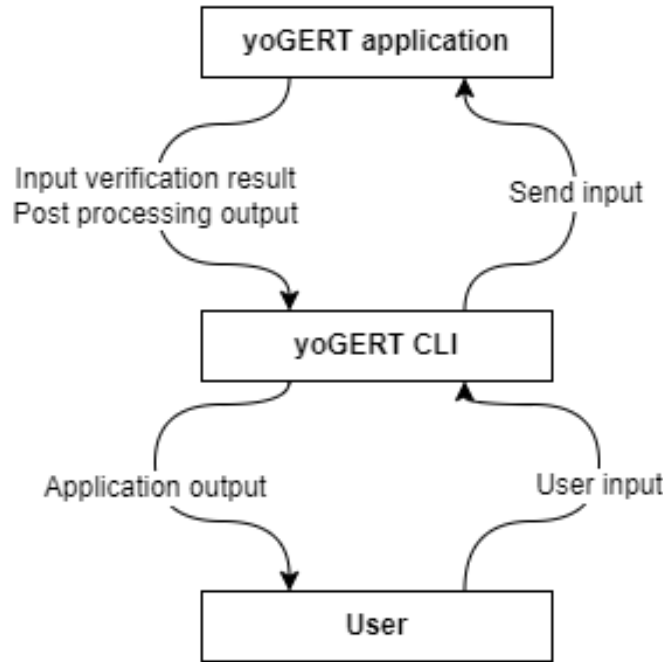 yoGERT application
Input verification result
Post processing output
Send input
yoGERT CLI
Application output
User input
User